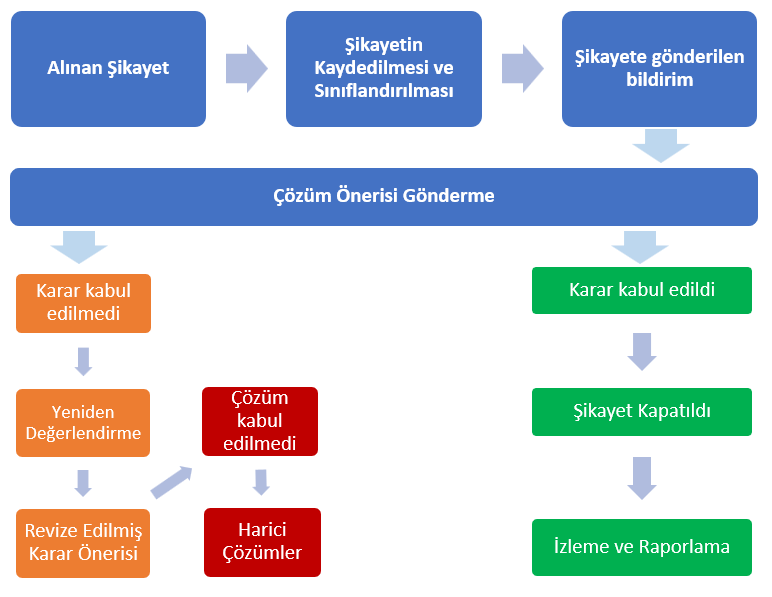 Alınan Şikayet
Şikayetin
Kaydedilmesi ve
Sınıflandırılması
Şikayete gönderilen
bildirim
Çözüm Önerisi Gönderme
Karar kabul
edilmedi
Karar kabul edildi
Yeniden
Değerlendirme
Çözüm
kabul
edilmedi
Şikayet Kapatıldı
Revize Edilmiş
Karar Önerisi
Harici
Çözümler
İzleme ve Raporlama